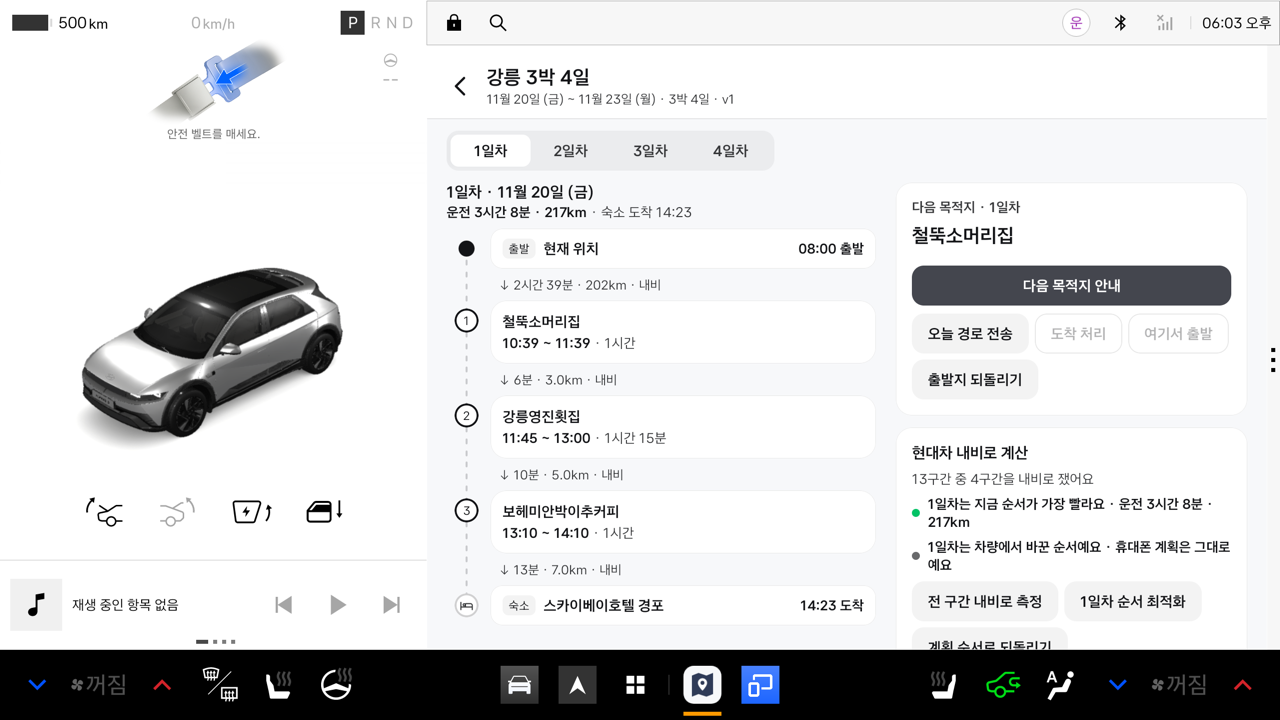 500 km
0 km/h
P R N D
안전 벨트를 매세요.
--
재생 중인 항목 없음
운
06:03 오후
강릉 3박 4일
11월 20일 (금) ~ 11월 23일 (월) · 3박 4일 · v1
1일차 2일차 3일차 4일차
1일차 · 11월 20일 (금)
운전 3시간 8분 · 217km · 숙소 도착 14:23
출발 현재 위치 08:00 출발
↓ 2시간 39분 · 202km · 내비
1 철뚝소머리집
10:39 ~ 11:39 · 1시간
↓ 6분 · 3.0km · 내비
2 강릉영진횟집
11:45 ~ 13:00 · 1시간 15분
↓ 10분 · 5.0km · 내비
3 보헤미안박이추커피
13:10 ~ 14:10 · 1시간
↓ 13분 · 7.0km · 내비
숙소 스카이베이호텔 경포 14:23 도착
다음 목적지 · 1일차
철뚝소머리집
다음 목적지 안내
오늘 경로 전송 도착 처리 여기서 출발
출발지 되돌리기
현대차 내비로 계산
13구간 중 4구간을 내비로 쟀어요
1일차는 지금 순서가 가장 빨라요 · 운전 3시간 8분 ·
217km
1일차는 차량에서 바꾼 순서예요 · 휴대폰 계획은 그대로
예요
전 구간 내비로 측정 1일차 순서 최적화
계획 순서로 되돌리기
꺼짐
A
꺼짐